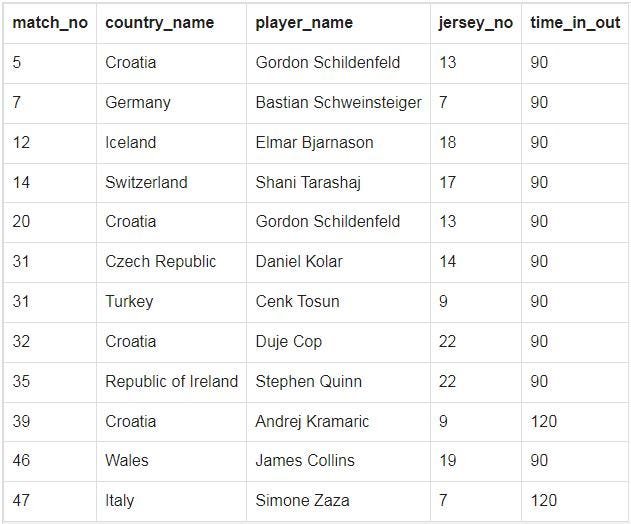 match_no country_name player_name jersey_no time_in_out
5 Croatia Gordon Schildenfeld 13 90
7 Germany Bastian Schweinsteiger 7 90
12 Iceland Elmar Bjarnason 18 90
14 Switzerland Shani Tarashaj 17 90
20 Croatia Gordon Schildenfeld 13 90
31 Czech Republic Daniel Kolar 14 90
31 Turkey Cenk Tosun 9 90
32 Croatia Duje Cop 22 90
35 Republic of Ireland Stephen Quinn 22 90
39 Croatia Andrej Kramaric 9 120
46 Wales James Collins 19 90
47 Italy Simone Zaza 7 120